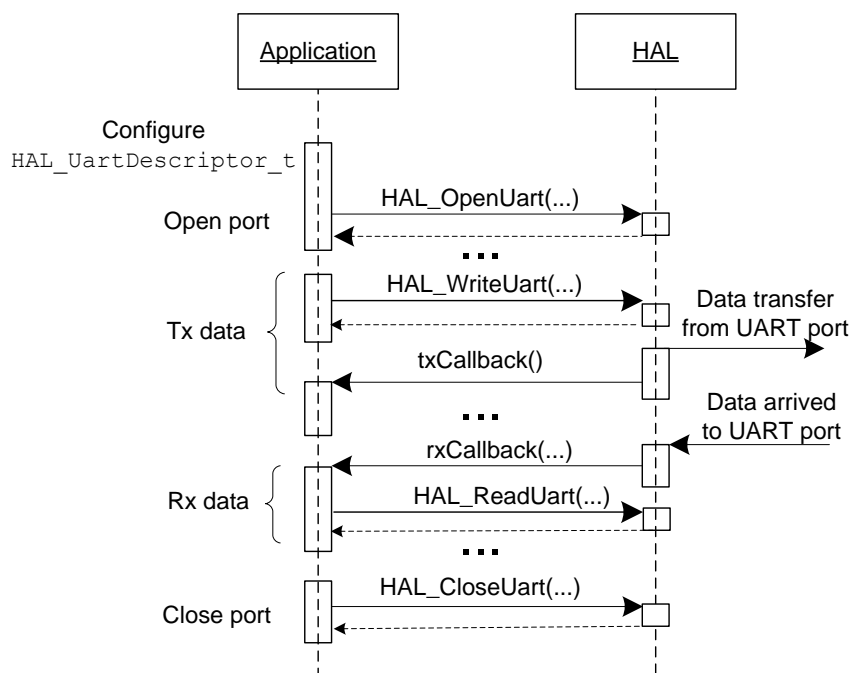 Application
HAL
Configure
HAL_UartDescriptor_t
HAL_OpenUart(...)
Open port
...
HAL_WriteUart(...)
Data transfer
from UART port
Tx data
txCallback()
...
Data arrived
to UART port
rxCallback(...)
Rx data
HAL_ReadUart(...)
...
HAL_CloseUart(...)
Close port